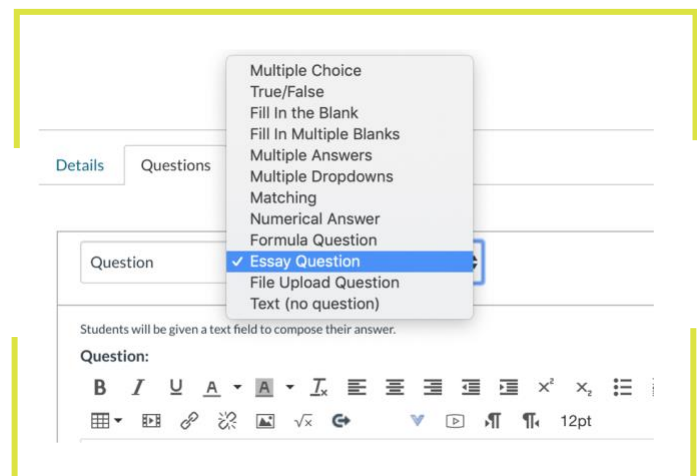 Multiple Choice
True/False
Fill In the Blank
Fill In Multiple Blanks
Multiple Answers
Multiple Dropdowns
Matching
Numerical Answer
Formula Question
✓ Essay Question
File Upload Question
Text (no question)
Details Questions
Question
Students will be given a text field to compose their answer.
Question:
B I U A A Tx x² x₂
√x 12pt